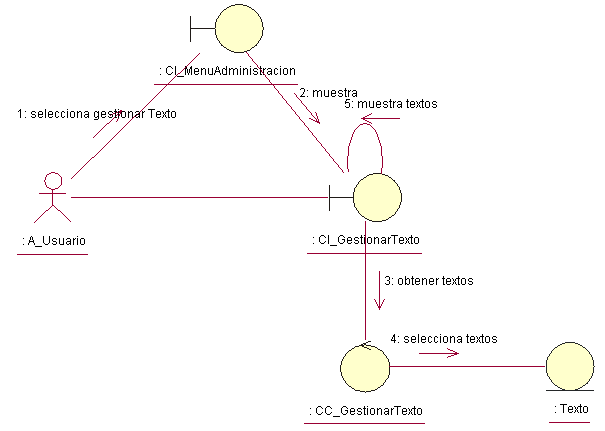 : CI_MenuAdministracion
2: muestra
5: muestra textos
1: selecciona gestionar Texto
: A_Usuario
: CI_GestionarTexto
3: obtener textos
4: selecciona textos
: CC_GestionarTexto
: Texto